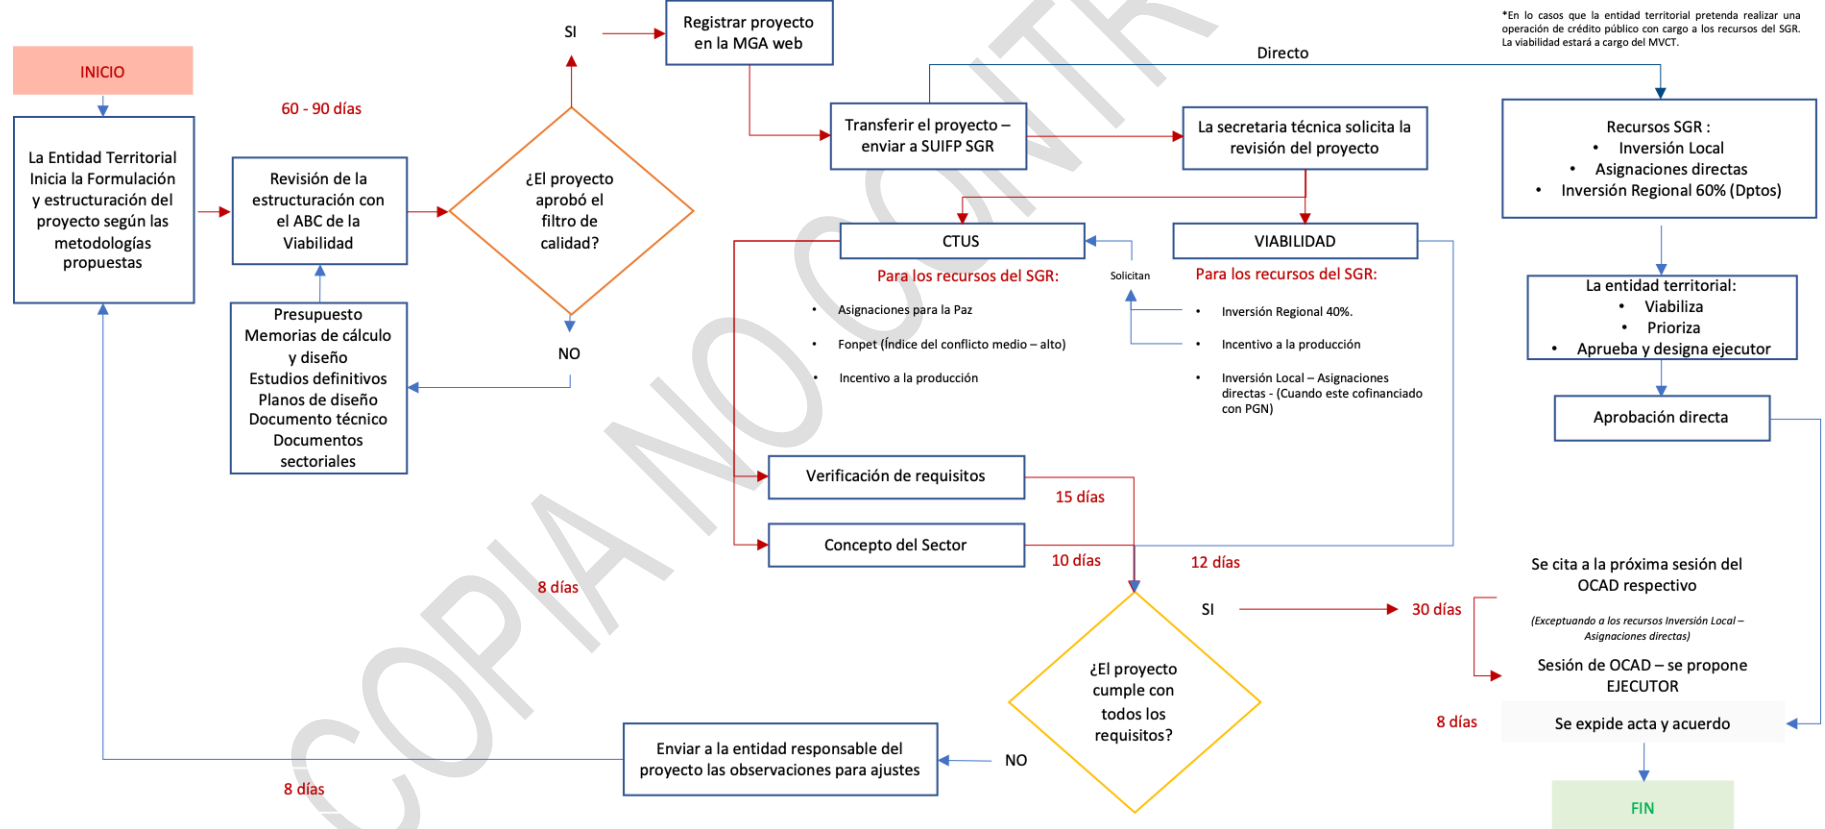 *En lo casos que la entidad territorial pretenda realizar una
operación de crédito público con cargo a los recursos del SGR.
La viabilidad estará a cargo del MVCT.
INICIO
La Entidad Territorial
Inicia la Formulación
y estructuración del
proyecto según las
metodologías
propuestas
60 - 90 días
Revisión de la
estructuración con
el ABC de la
Viabilidad
Presupuesto
Memorias de cálculo
y diseño
Estudios definitivos
Planos de diseño
Documento técnico
Documentos
sectoriales
¿El proyecto
aprobó el
filtro de
calidad?
SI
NO
Registrar proyecto
en la MGA web
Transferir el proyecto –
enviar a SUIFP SGR
La secretaria técnica solicita la
revisión del proyecto
Directo
Recursos SGR :
• Inversión Local
• Asignaciones directas
• Inversión Regional 60% (Dptos)
La entidad territorial:
• Viabiliza
• Prioriza
• Aprueba y designa ejecutor
Aprobación directa
CTUS
Para los recursos del SGR:
• Asignaciones para la Paz
• Fonpet (Índice del conflicto medio – alto)
• Incentivo a la producción
Solicitan
VIABILIDAD
Para los recursos del SGR:
• Inversión Regional 40%.
• Incentivo a la producción
• Inversión Local – Asignaciones
directas - (Cuando este cofinanciado
con PGN)
Verificación de requisitos
15 días
Concepto del Sector
10 días
12 días
8 días
¿El proyecto
cumple con
todos los
requisitos?
SI
30 días
Se cita a la próxima sesión del
OCAD respectivo
(Exceptuando a los recursos Inversión Local –
Asignaciones directas)
Sesión de OCAD – se propone
EJECUTOR
8 días
Se expide acta y acuerdo
FIN
NO
Enviar a la entidad responsable del
proyecto las observaciones para ajustes
8 días
COPIA NO CONTR